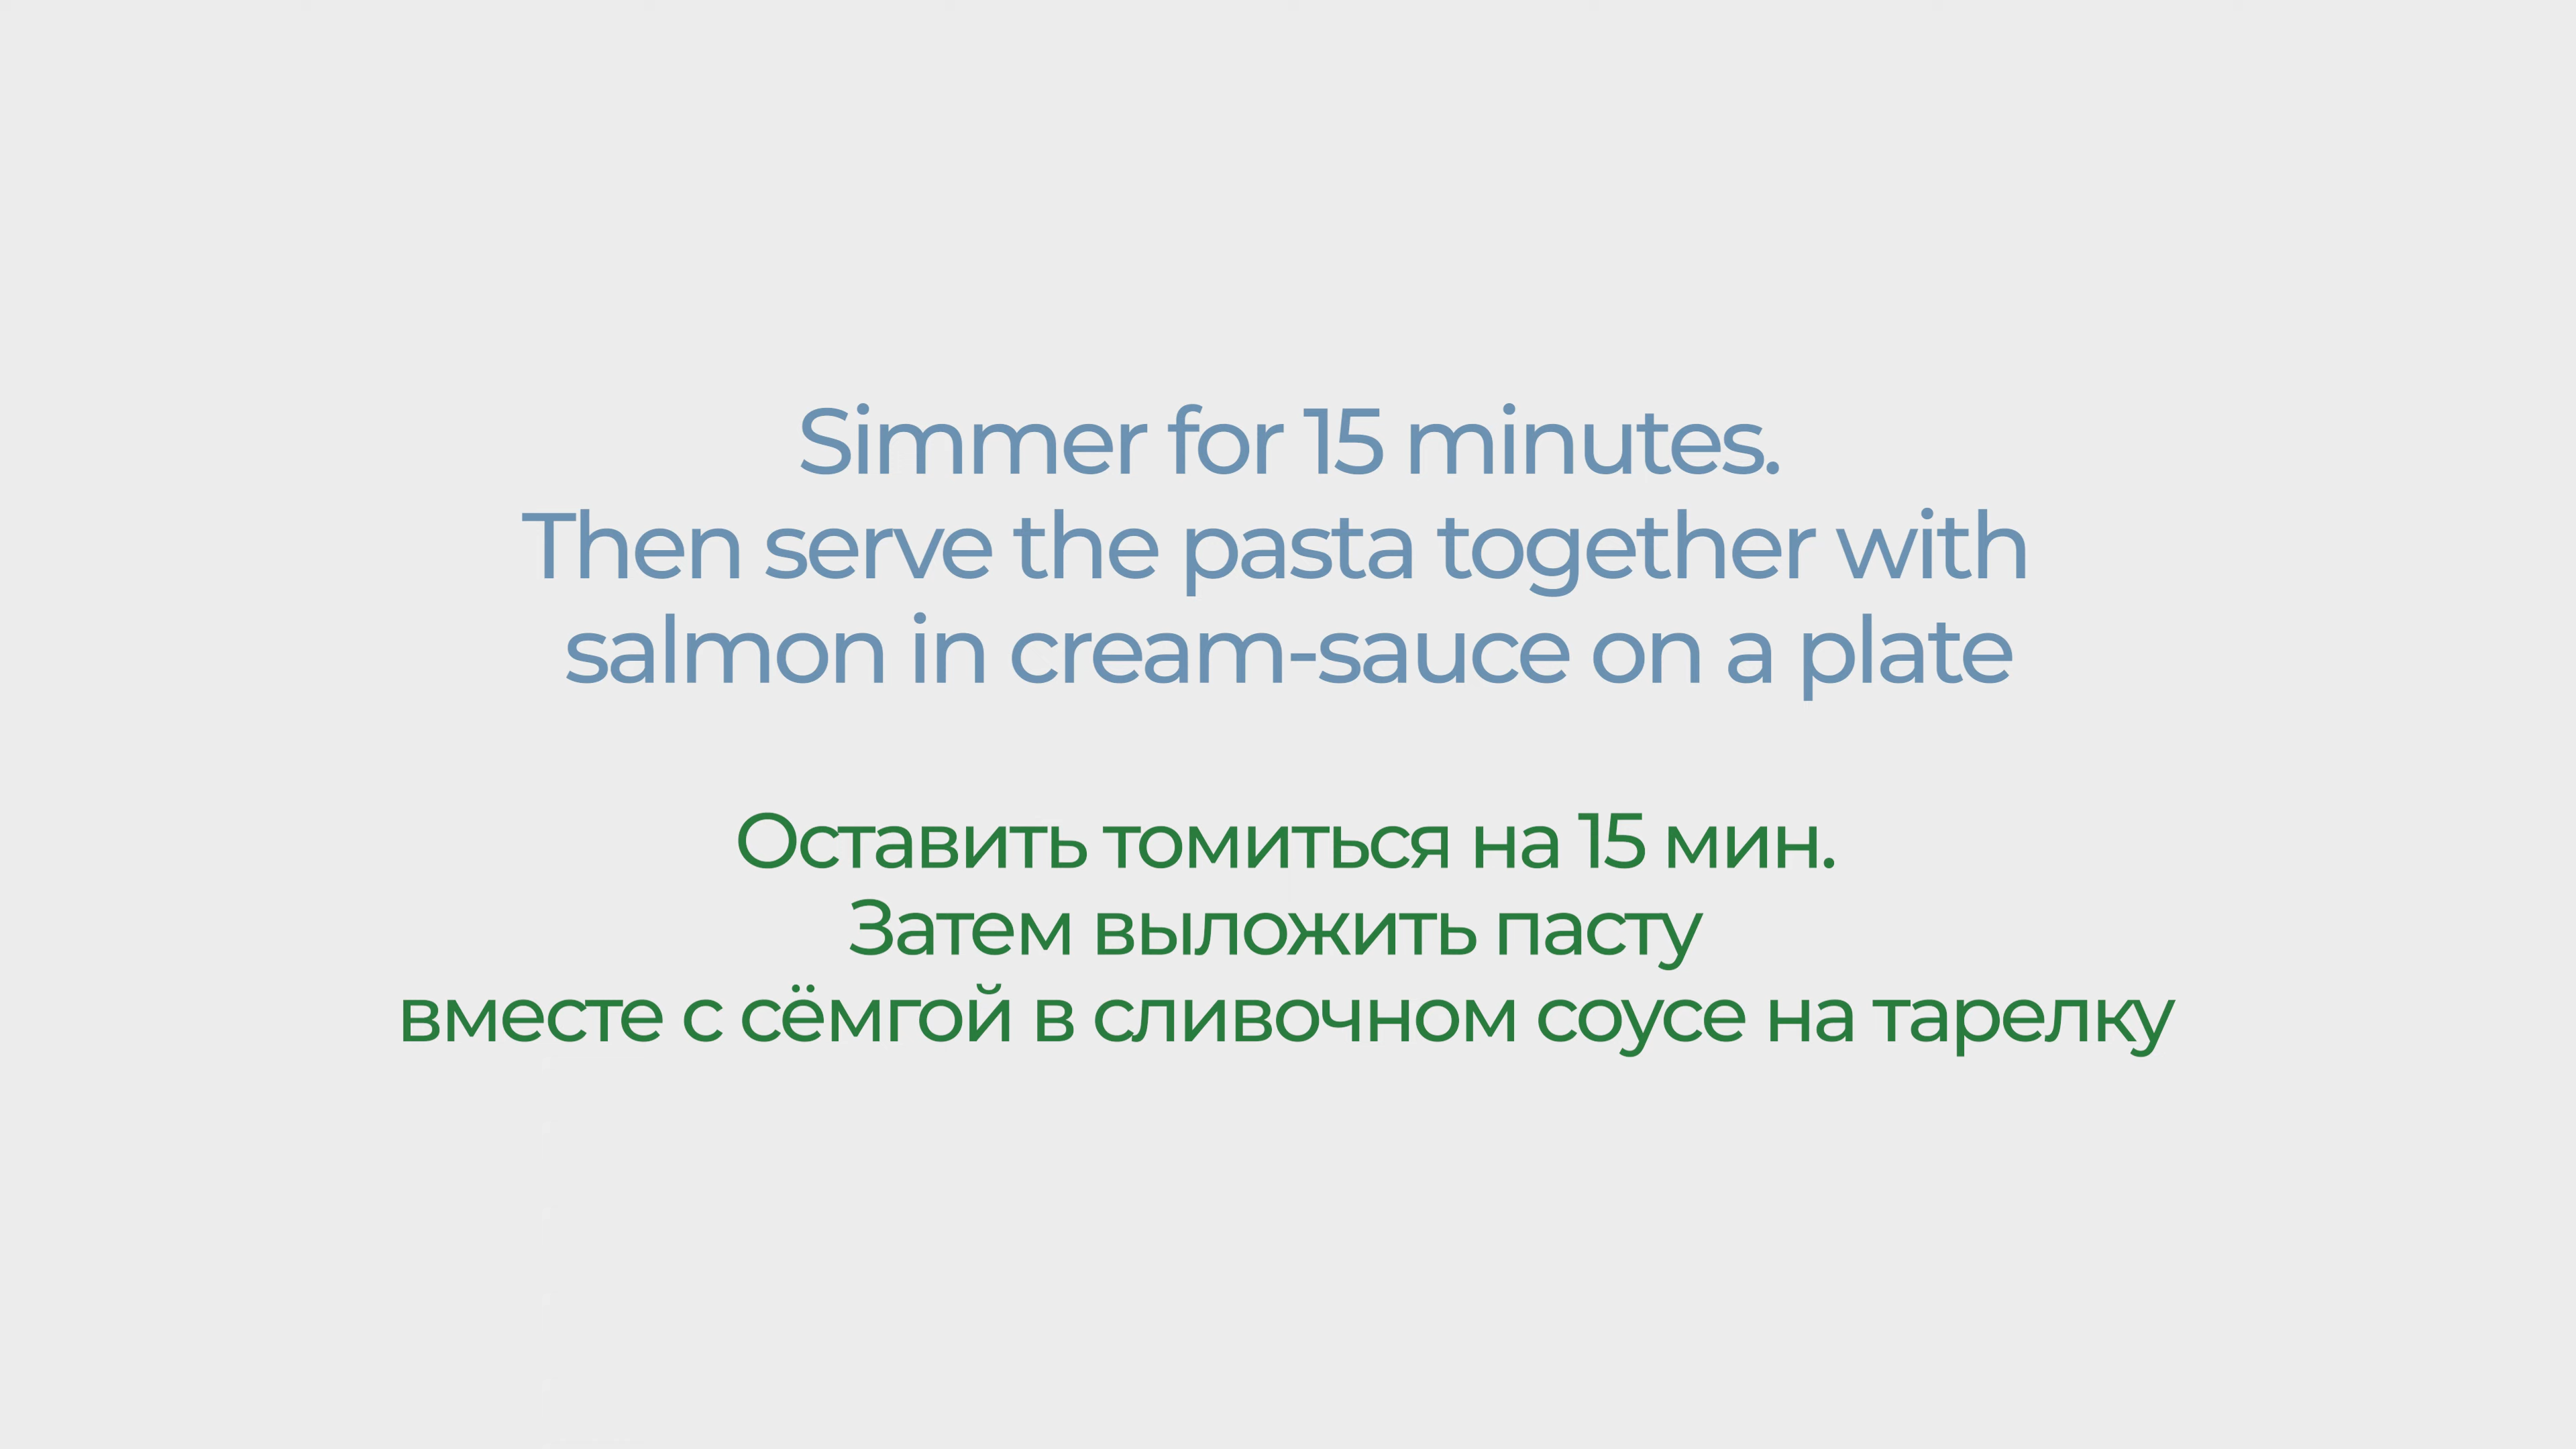 Simmer for 15 minutes.
Then serve the pasta together with
salmon in cream-sauce on a plate
Оставить томиться на 15 мин.
Затем выложить пасту
вместе с сёмгой в сливочном соусе на тарелку